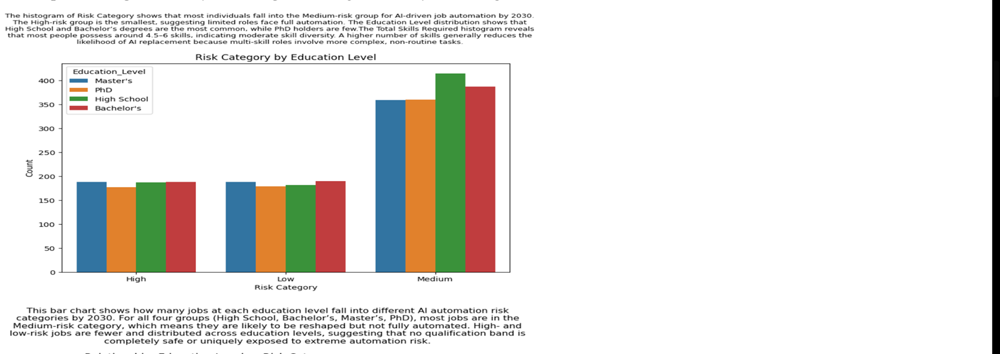 The histogram of Risk Category shows that most individuals fall into the Medium-risk group for AI-driven job automation by 2030.
The High-risk group is the smallest, suggesting limited roles face full automation. The Education Level distribution shows that
High School and Bachelor’s degrees are the most common, while PhD holders are few.The Total Skills Required histogram reveals
that most people possess around 4.5–6 skills, indicating moderate skill diversity. A higher number of skills generally reduces the
likelihood of AI replacement because multi-skill roles involve more complex, non-routine tasks.
Risk Category by Education Level
Education_Level
Master's
PhD
High School
Bachelor's
400
350
300
250
200
150
100
50
0
Count
High Low Medium
Risk Category
This bar chart shows how many jobs at each education level fall into different AI automation risk
categories by 2030. For all four groups (High School, Bachelor’s, Master’s, PhD), most jobs are in the
Medium-risk category, which means they are likely to be reshaped but not fully automated. High- and
low-risk jobs are fewer and distributed across education levels, suggesting that no qualification band is
completely safe or uniquely exposed to extreme automation risk.